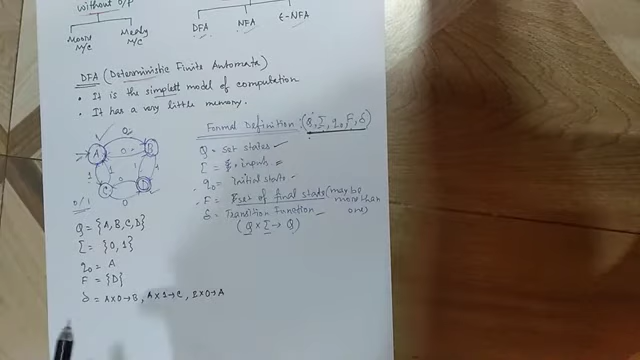 without O/P
Moore Mealy
M/C M/C
DFA NFA ε-NFA
DFA (Deterministic Finite Automata)
• It is the simplest model of computation
• It has a very little memory.
Formal Definition: (Q, Σ, q₀, F, δ)
Q = set states
Σ = inputs
q₀ = initial state
F = set of final state (may be more than one)
δ = Transition Function
(Q × Σ → Q)
A B C D
0/1
Q = {A, B, C, D}
Σ = {0, 1}
q₀ = A
F = {D}
δ = A×0→B, A×1→C, B×0→A